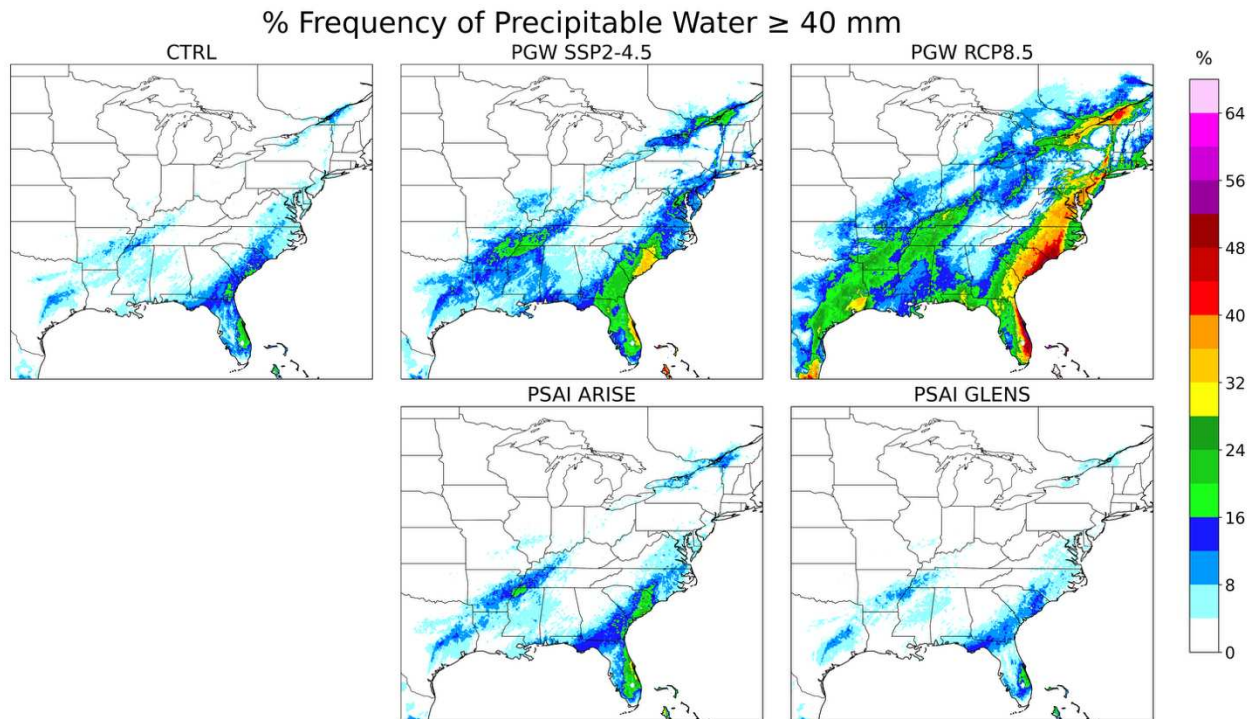 % Frequency of Precipitable Water ≥ 40 mm
CTRL
PGW SSP2-4.5
PGW RCP8.5
%
64
56
48
40
32
24
16
8
0
PSAI ARISE
PSAI GLENS